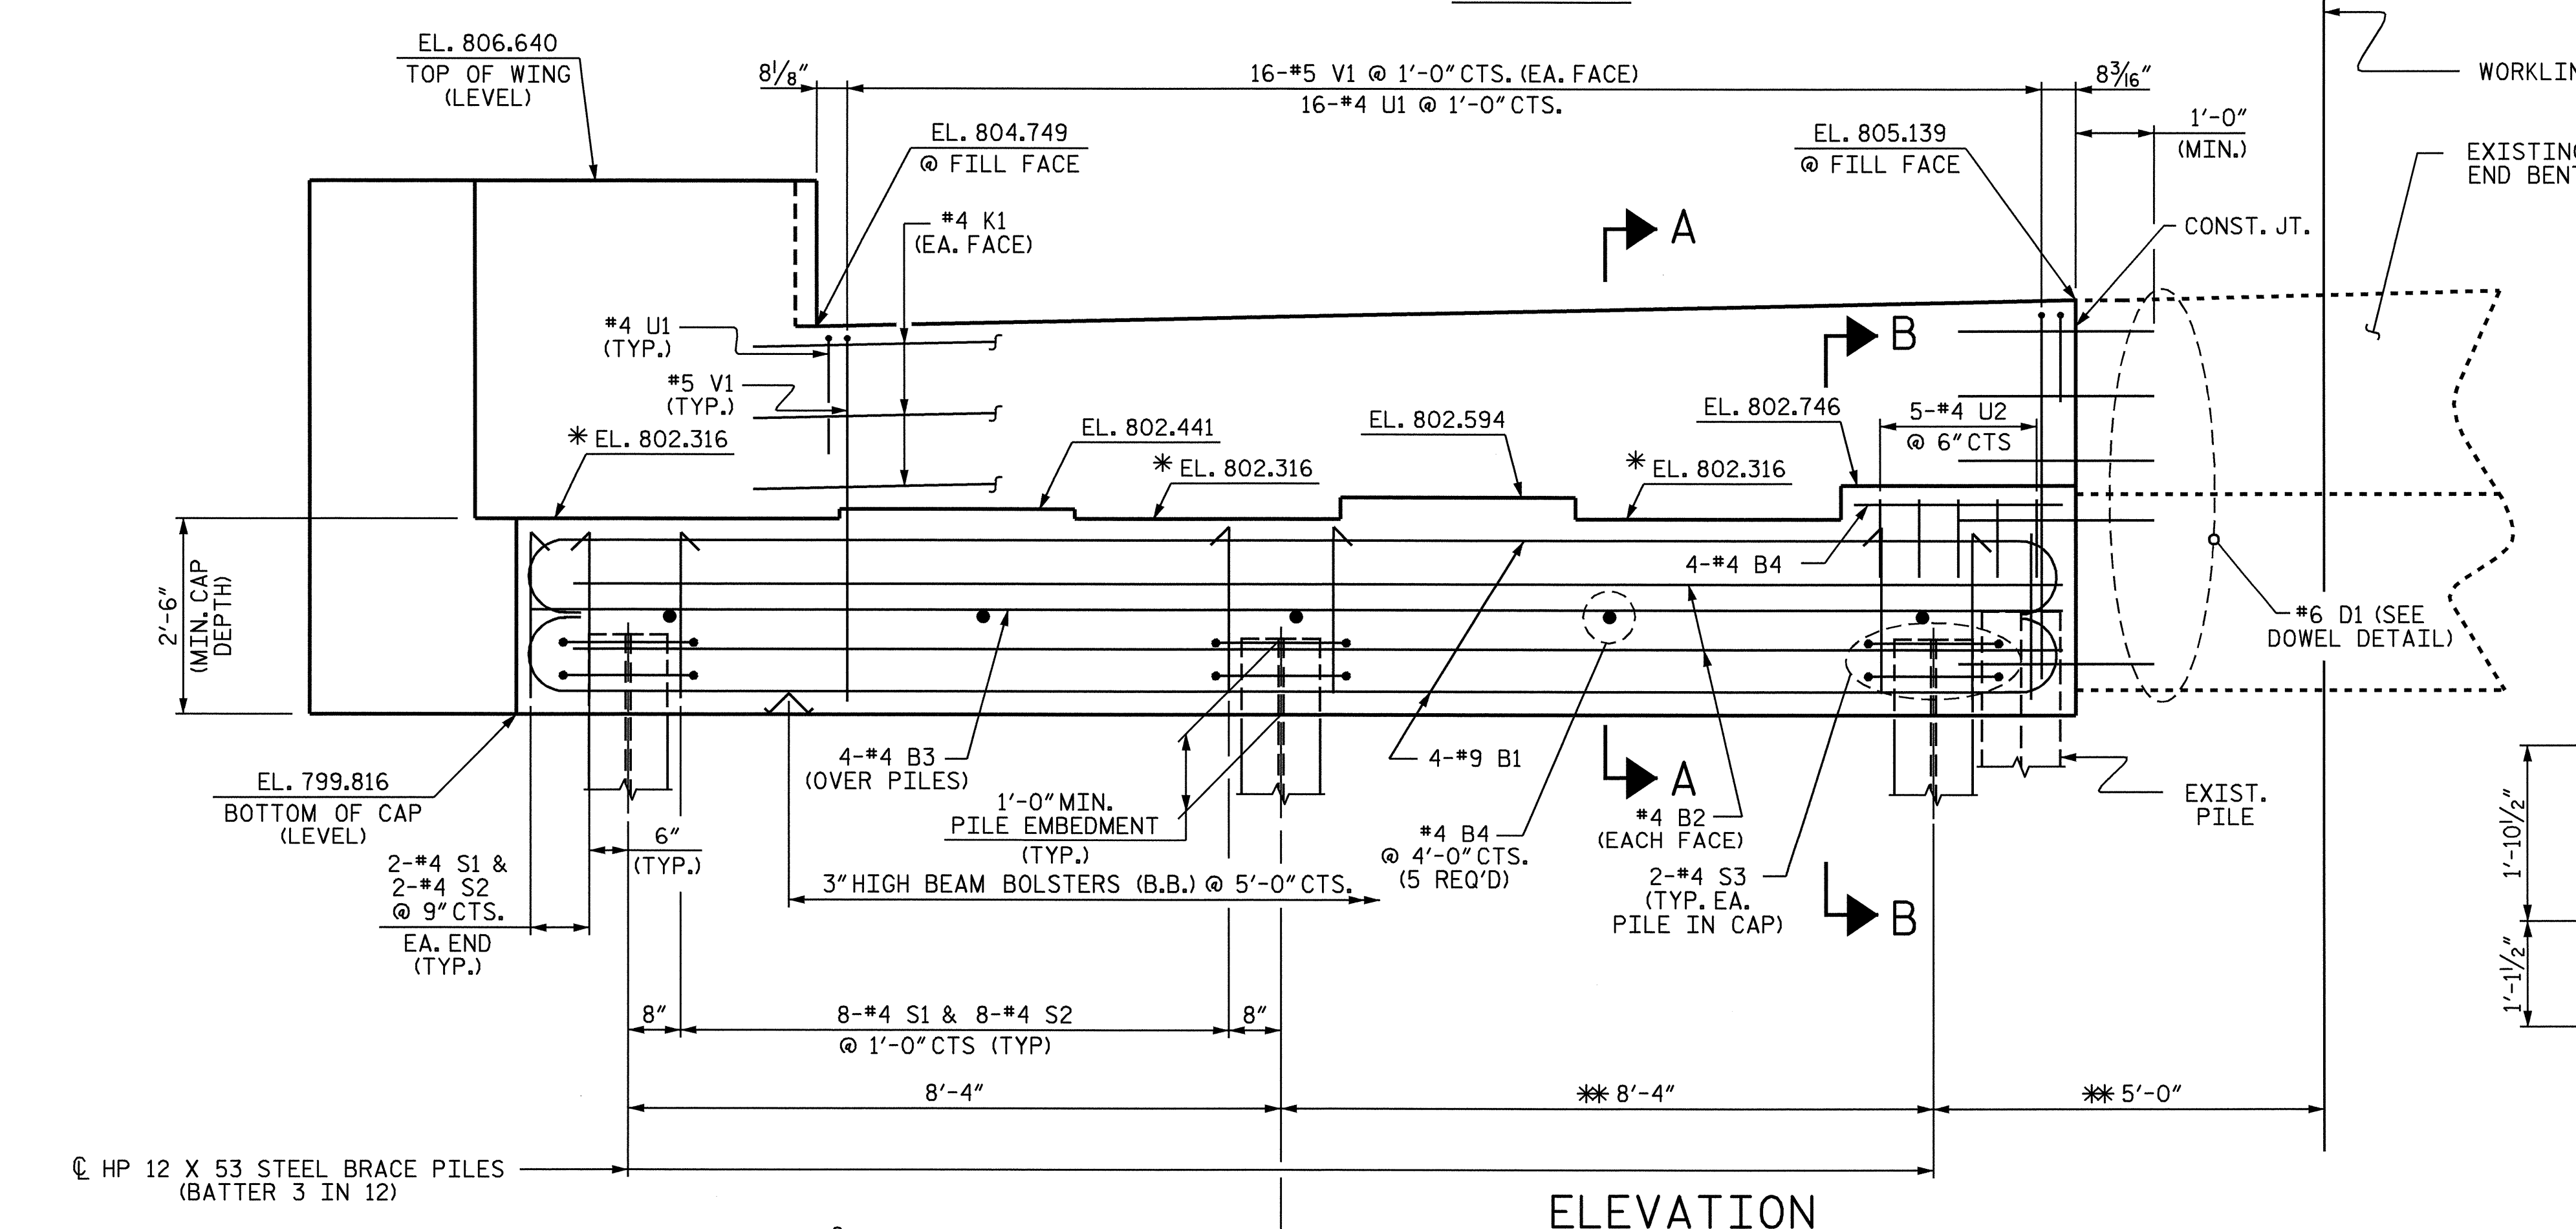 EL. 806.640
TOP OF WING
(LEVEL)
8 1/8"
16-#5 V1 @ 1'-0" CTS. (EA. FACE)
16-#4 U1 @ 1'-0" CTS.
8 3/16"
WORKLIN
1'-0"
(MIN.)
EL. 804.749
@ FILL FACE
EL. 805.139
@ FILL FACE
EXISTING
END BENT
#4 K1
(EA. FACE)
A
CONST. JT.
#4 U1
(TYP.)
B
#5 V1
(TYP.)
* EL. 802.316
EL. 802.441
* EL. 802.316
EL. 802.594
* EL. 802.316
EL. 802.746
5-#4 U2
@ 6" CTS
4-#4 B4
2'-6"
(MIN. CAP
DEPTH)
#6 D1 (SEE
DOWEL DETAIL)
EL. 799.816
BOTTOM OF CAP
(LEVEL)
4-#4 B3
(OVER PILES)
4-#9 B1
A
1'-0" MIN.
PILE EMBEDMENT
(TYP.)
#4 B4
@ 4'-0" CTS.
(5 REQ'D)
#4 B2
(EACH FACE)
EXIST.
PILE
6"
(TYP.)
2-#4 S1 &
2-#4 S2
@ 9" CTS.
EA. END
(TYP.)
3" HIGH BEAM BOLSTERS (B.B.) @ 5'-0" CTS.
2-#4 S3
(TYP. EA.
PILE IN CAP)
B
1'-10 1/2"
1'-1 1/2"
8"
8-#4 S1 & 8-#4 S2
@ 1'-0" CTS (TYP)
8"
8'-4"
** 8'-4"
** 5'-0"
℄ HP 12 X 53 STEEL BRACE PILES
(BATTER 3 IN 12)
ELEVATION